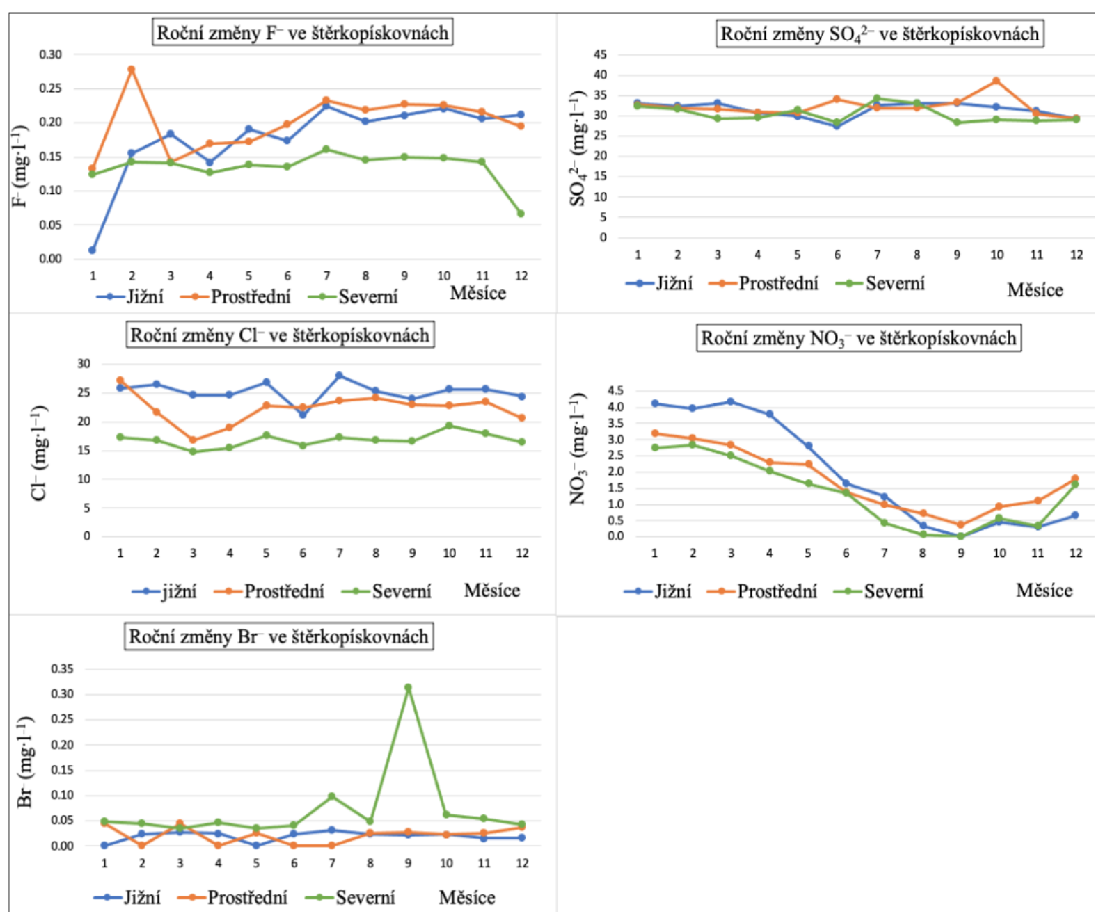 Roční změny F⁻ ve štěrkopískovnách
F⁻ (mg·l⁻¹)
0.30
0.25
0.20
0.15
0.10
0.05
0.00
1 2 3 4 5 6 7 8 9 10 11 12
Jižní Prostřední Severní Měsíce
Roční změny SO₄²⁻ ve štěrkopískovnách
SO₄²⁻ (mg·l⁻¹)
45
40
35
30
25
20
15
10
5
0
1 2 3 4 5 6 7 8 9 10 11 12
Jižní Prostřední Severní Měsíce
Roční změny Cl⁻ ve štěrkopískovnách
Cl⁻ (mg·l⁻¹)
30
25
20
15
10
5
0
1 2 3 4 5 6 7 8 9 10 11 12
jižní Prostřední Severní Měsíce
Roční změny NO₃⁻ ve štěrkopískovnách
NO₃⁻ (mg·l⁻¹)
4.5
4.0
3.5
3.0
2.5
2.0
1.5
1.0
0.5
0.0
1 2 3 4 5 6 7 8 9 10 11 12
Jižní Prostřední Severní Měsíce
Roční změny Br⁻ ve štěrkopískovnách
Br (mg·l⁻¹)
0.35
0.30
0.25
0.20
0.15
0.10
0.05
0.00
1 2 3 4 5 6 7 8 9 10 11 12
Jižní Prostřední Severní Měsíce